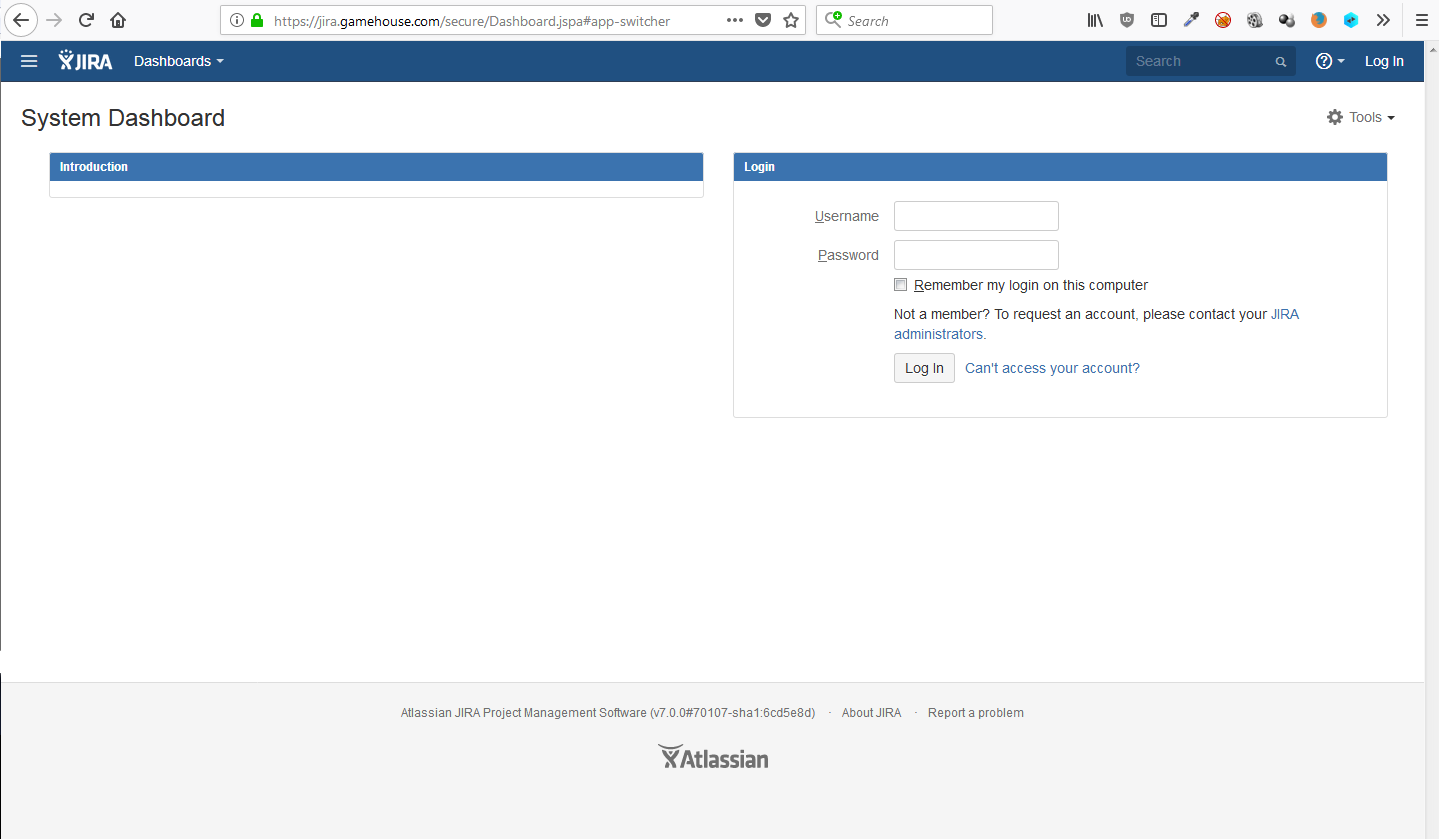 https://jira.gamehouse.com/secure/Dashboard.jspa#app-switcher
Search
JIRA
Dashboards
Search
Log In
System Dashboard
Tools
Introduction
Login
Username
Password
Remember my login on this computer
Not a member? To request an account, please contact your JIRA
administrators.
Log In
Can't access your account?
Atlassian JIRA Project Management Software (v7.0.0#70107-sha1:6cd5e8d) · About JIRA · Report a problem
Atlassian